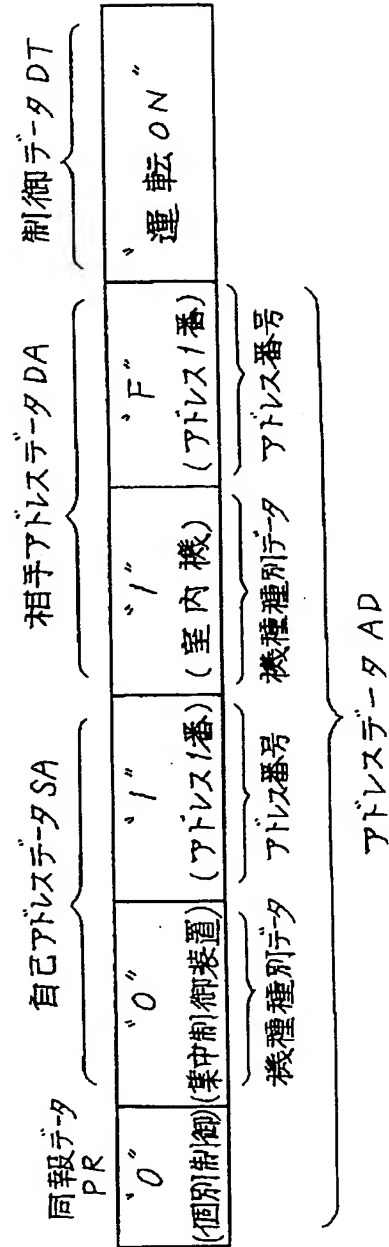 同報データ
PR
自己アドレスデータSA
相手アドレスデータDA
制御データDT
"0"
(個別制御)
"0"
(集中制御装置)
"1"
(アドレス1番)
"1"
(室内機)
"F"
(アドレス1番)
"運転ON"
機種種別データ
アドレス番号
機種種別データ
アドレス番号
アドレスデータAD